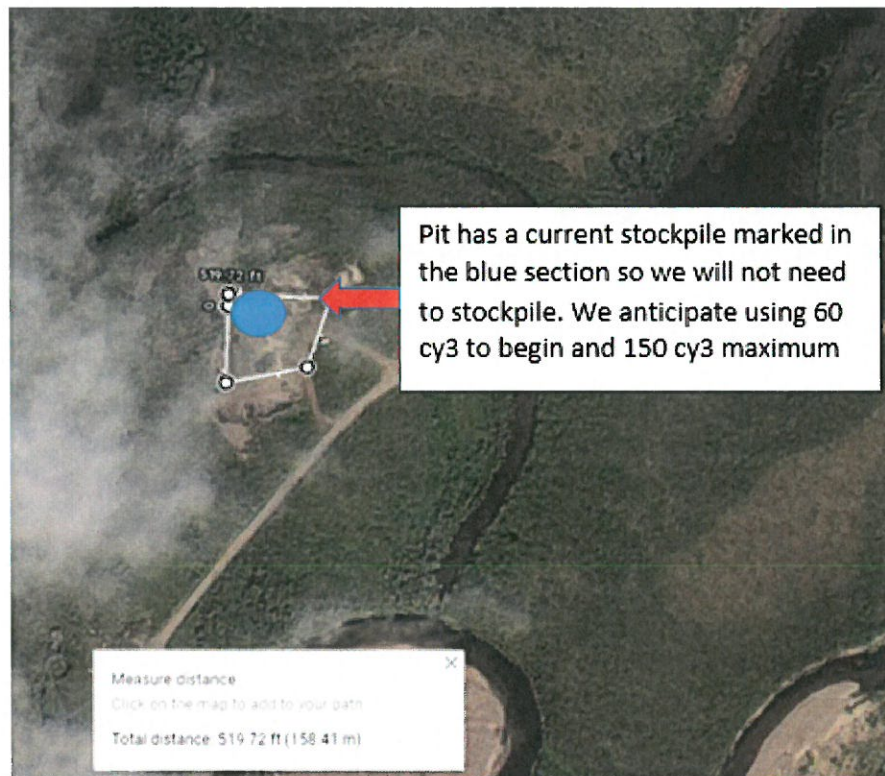 519.72 ft
Pit has a current stockpile marked in
the blue section so we will not need
to stockpile. We anticipate using 60
cy3 to begin and 150 cy3 maximum
Measure distance
Click on the map to add to your path
Total distance: 519.72 ft (158.41 m)